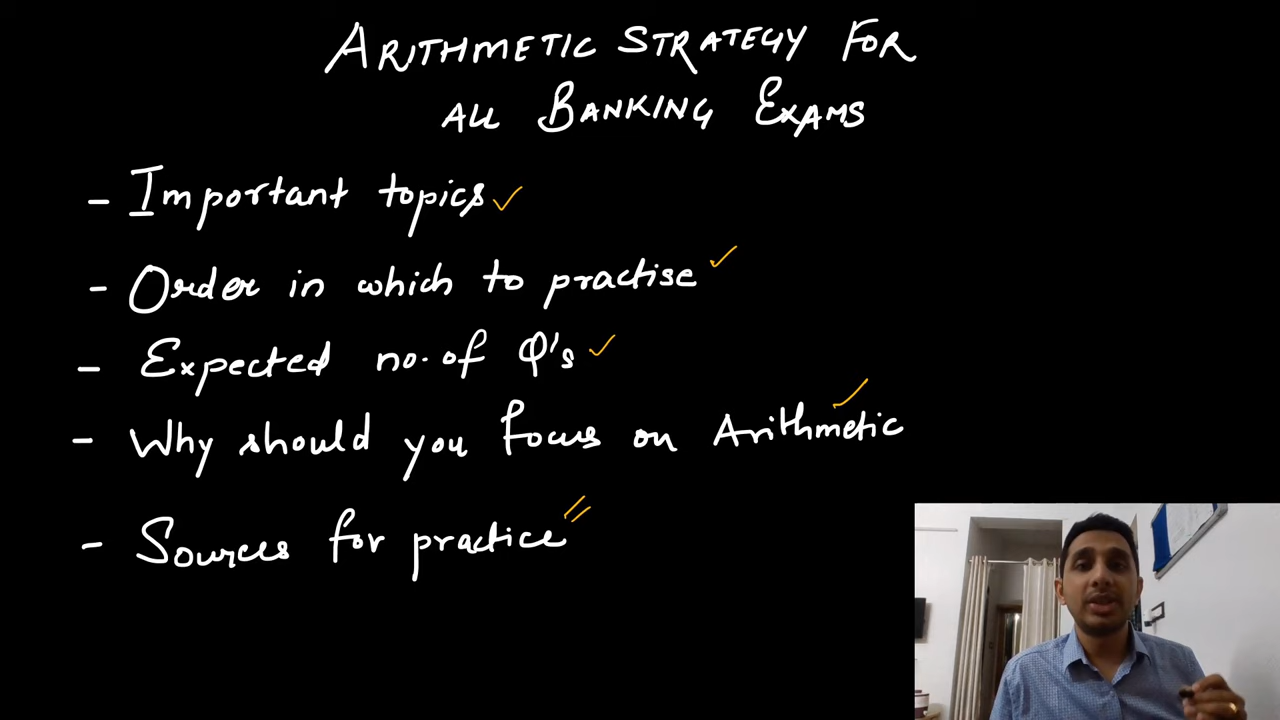 ARITHMETIC STRATEGY FOR
ALL BANKING EXAMS
- Important topics ✓
- Order in which to practise ✓
- Expected no. of Q's ✓
- Why should you focus on Arithmetic ✓
- Sources for practice